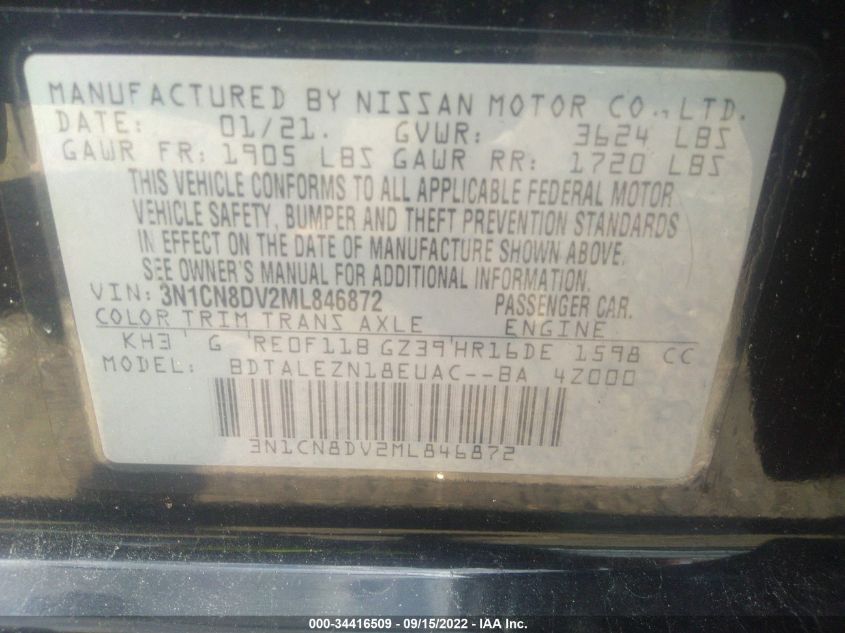 MANUFACTURED BY NISSAN MOTOR CO., LTD.
DATE: 01/21. GVWR: 3624 LBS
GAWR FR: 1905 LBS GAWR RR: 1720 LBS
THIS VEHICLE CONFORMS TO ALL APPLICABLE FEDERAL MOTOR
VEHICLE SAFETY, BUMPER AND THEFT PREVENTION STANDARDS
IN EFFECT ON THE DATE OF MANUFACTURE SHOWN ABOVE.
SEE OWNER'S MANUAL FOR ADDITIONAL INFORMATION.
VIN: 3N1CN8DV2ML846872 PASSENGER CAR.
COLOR TRIM TRANS AXLE ENGINE
KH3 G RE0F11B GZ39 HR16DE 1598 CC
MODEL: BDTALEZN18EUAC--BA 4Z000
3N1CN8DV2ML846872
000-34416509 - 09/15/2022 - IAA Inc.